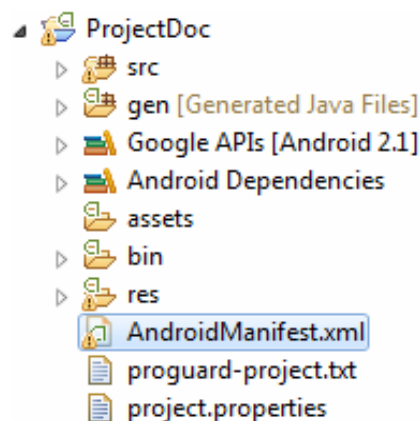 ProjectDoc
src
gen [Generated Java Files]
Google APIs [Android 2.1]
Android Dependencies
assets
bin
res
AndroidManifest.xml
proguard-project.txt
project.properties